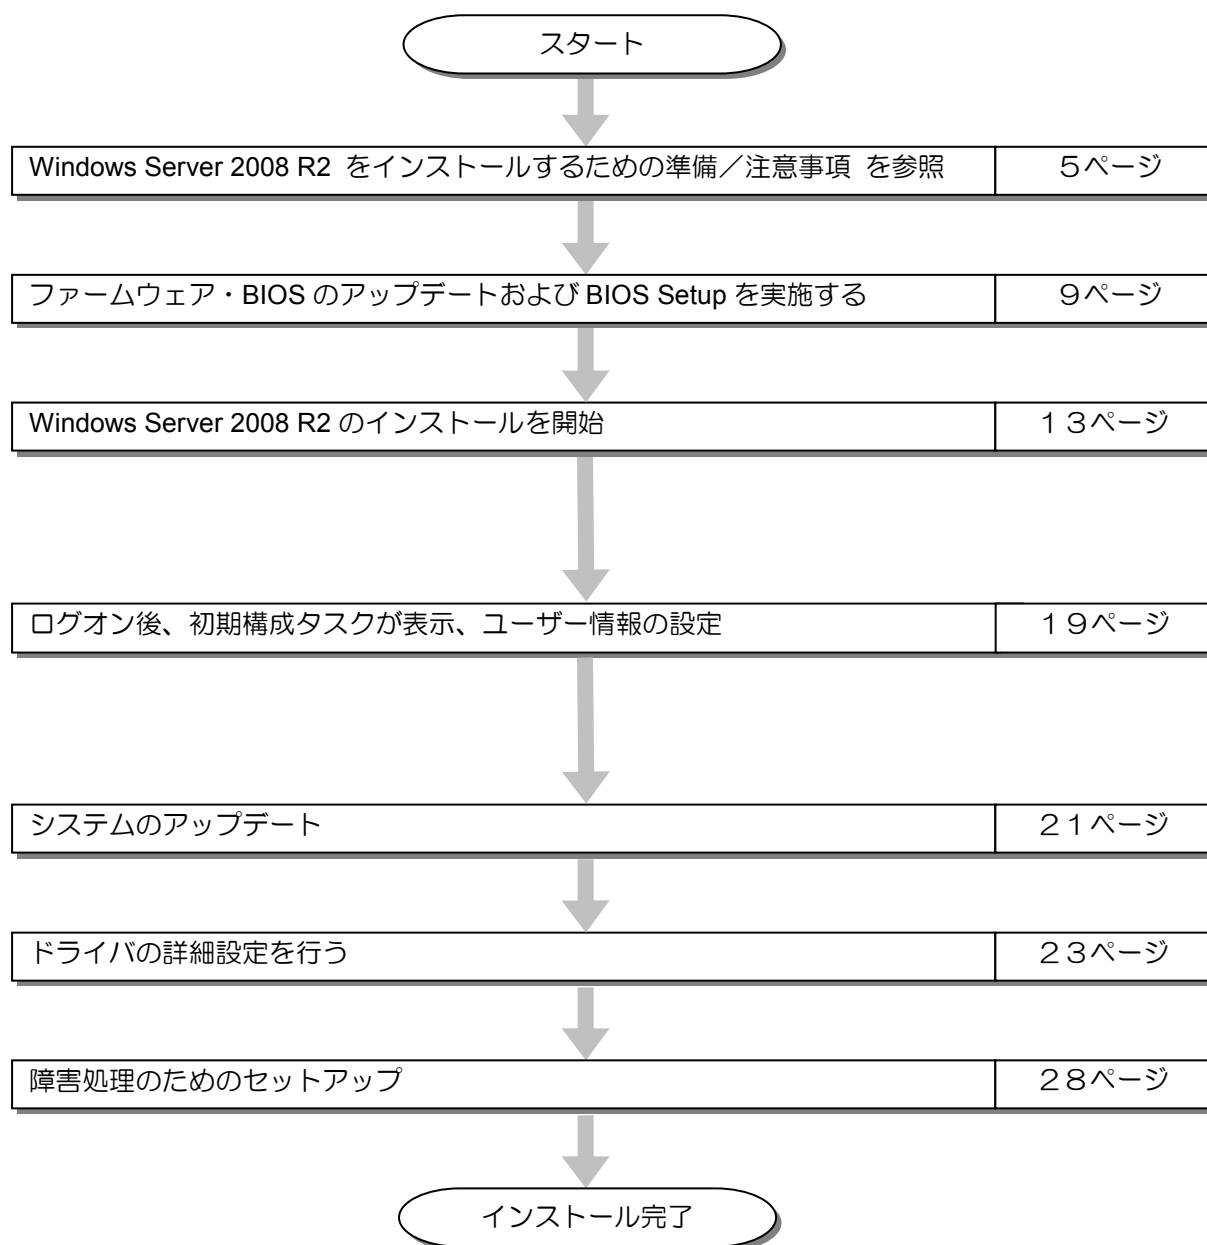 スタート
Windows Server 2008 R2 をインストールするための準備／注意事項 を参照 ５ページ
ファームウェア・BIOS のアップデートおよび BIOS Setup を実施する ９ページ
Windows Server 2008 R2 のインストールを開始 １３ページ
ログオン後、初期構成タスクが表示、ユーザー情報の設定 １９ページ
システムのアップデート ２１ページ
ドライバの詳細設定を行う ２３ページ
障害処理のためのセットアップ ２８ページ
インストール完了